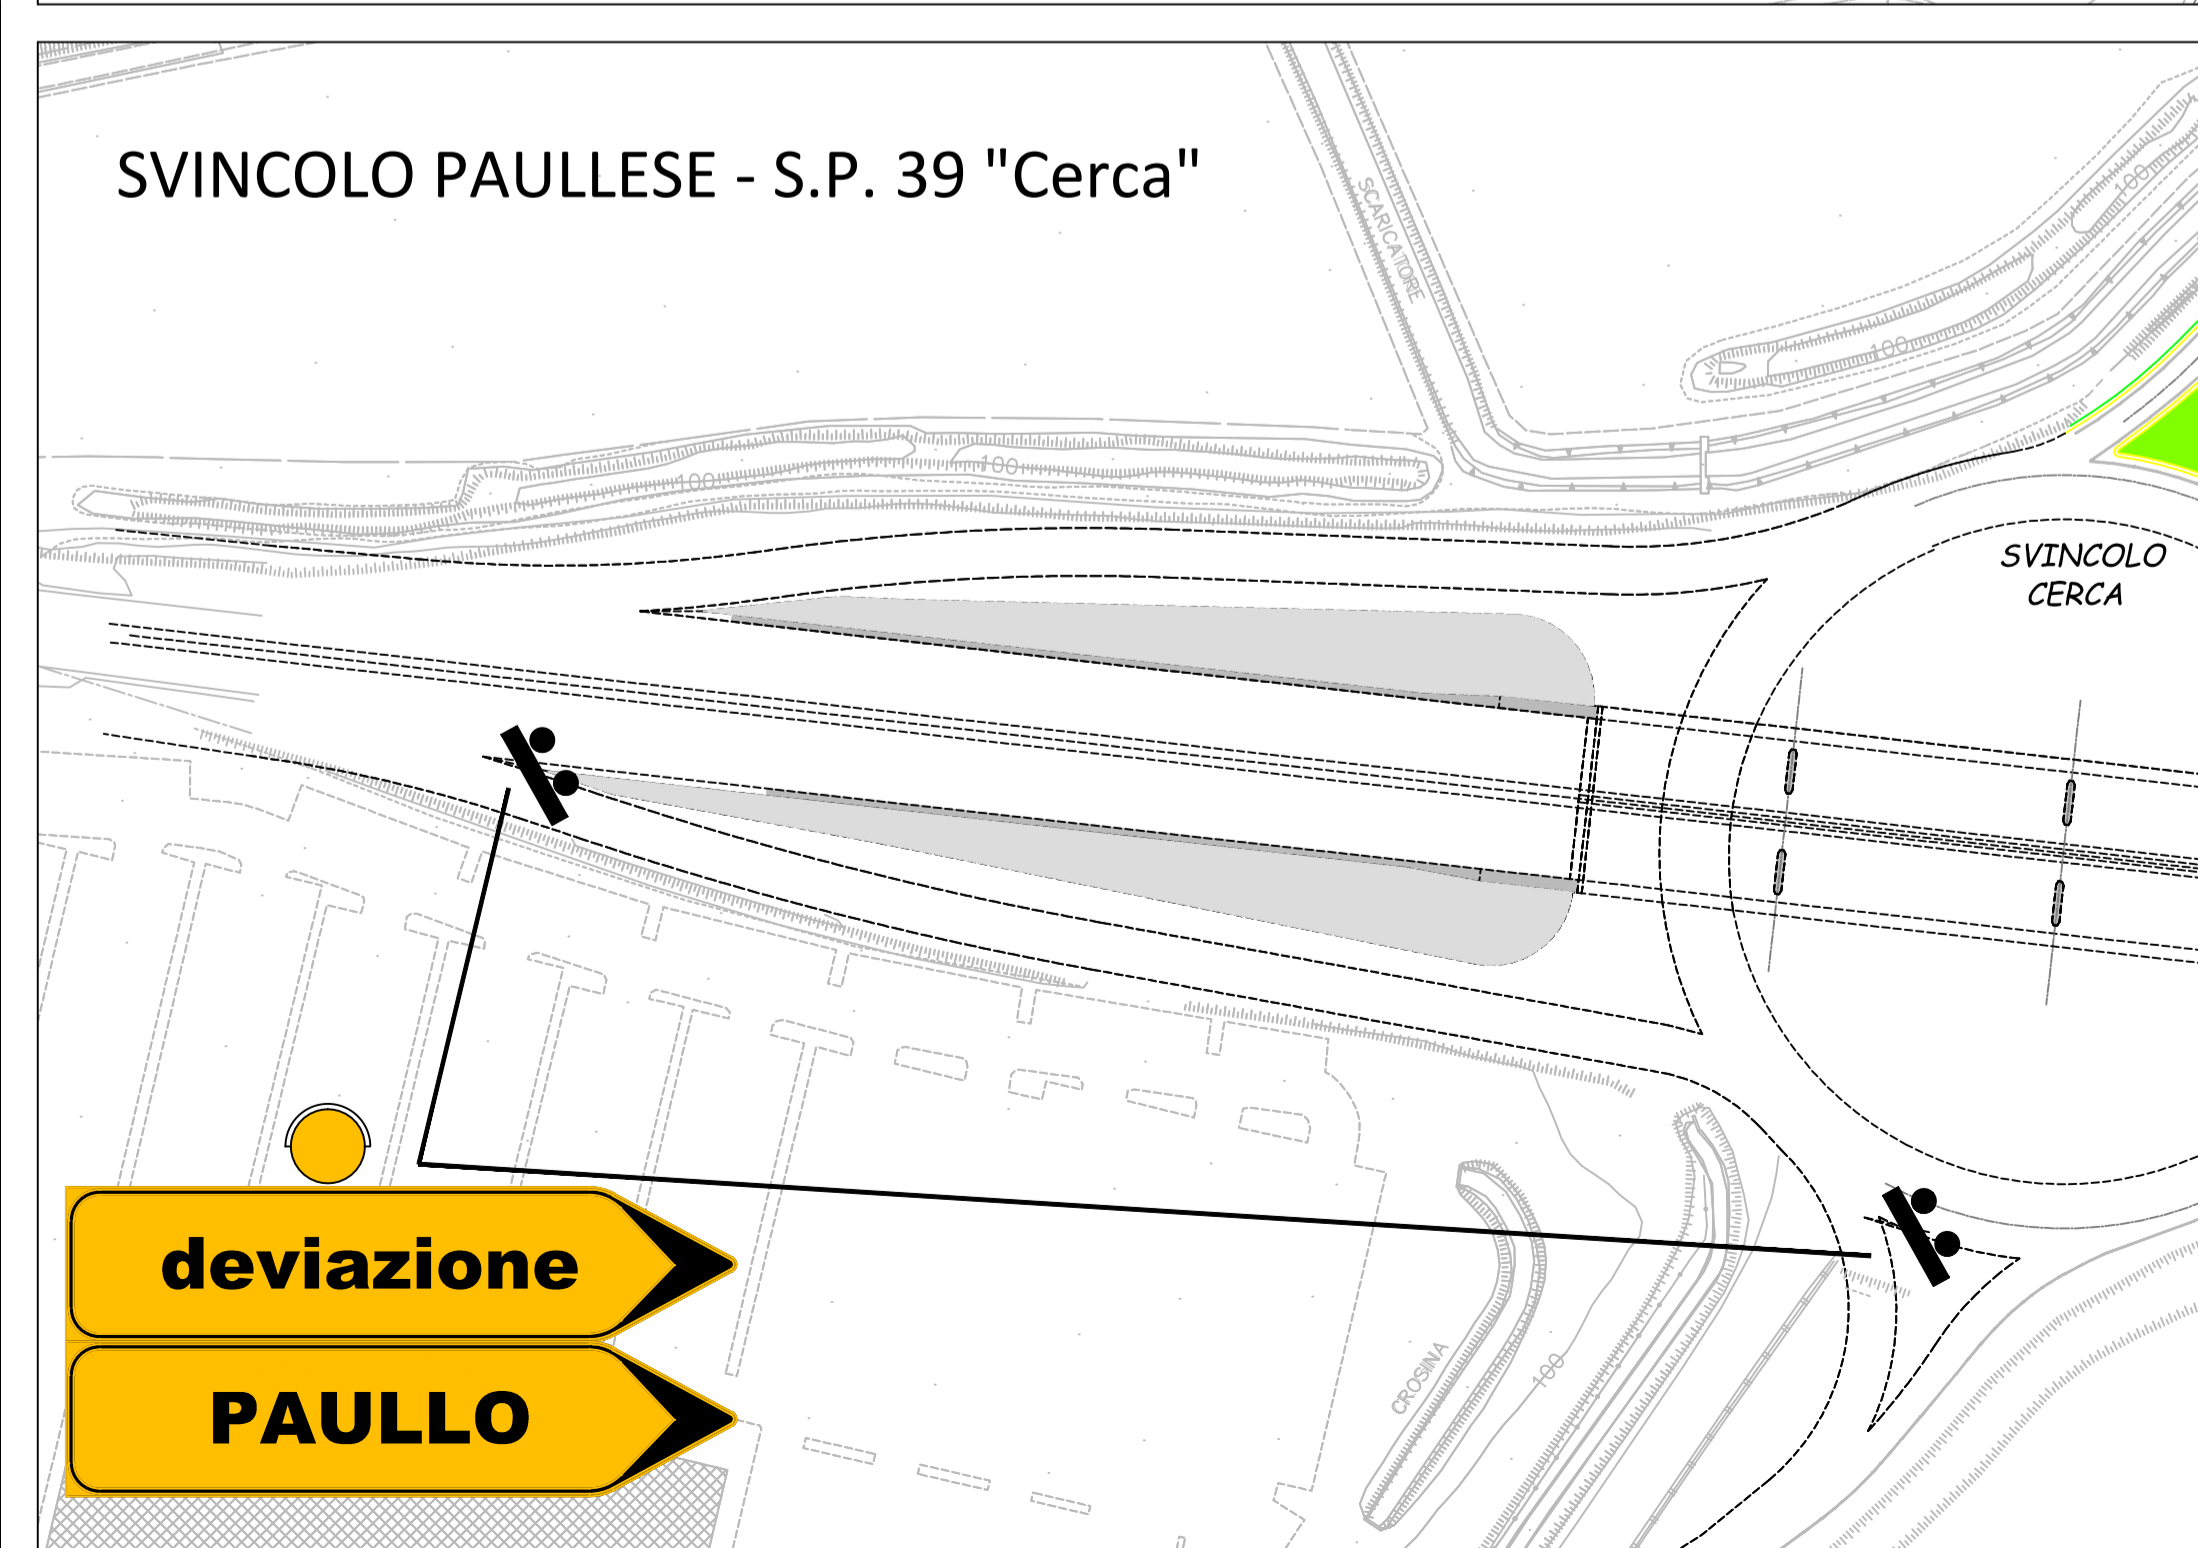 SVINCOLO PAULLESE - S.P. 39 "Cerca"
SCARICATORE
100
100
100
100
SVINCOLO
CERCA
deviazione
PAULLO
CROSINA
100